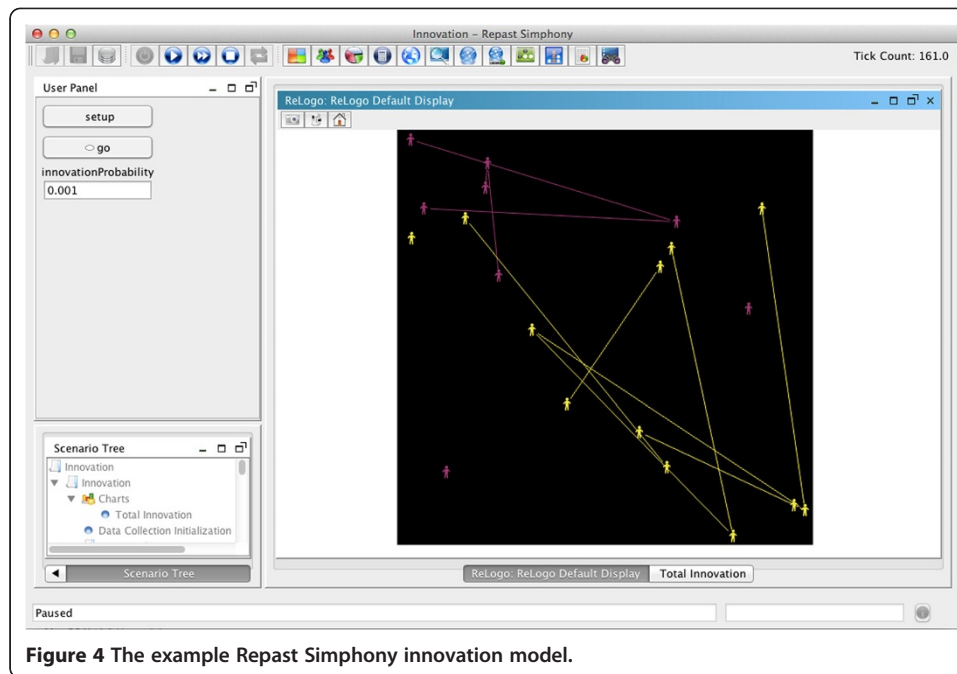 Innovation – Repast Simphony
Tick Count: 161.0
User Panel
setup
go
innovationProbability
0.001
ReLogo: ReLogo Default Display
Scenario Tree
Innovation
Innovation
Charts
Total Innovation
Data Collection Initialization
Scenario Tree
ReLogo: ReLogo Default Display
Total Innovation
Paused
Figure 4 The example Repast Simphony innovation model.